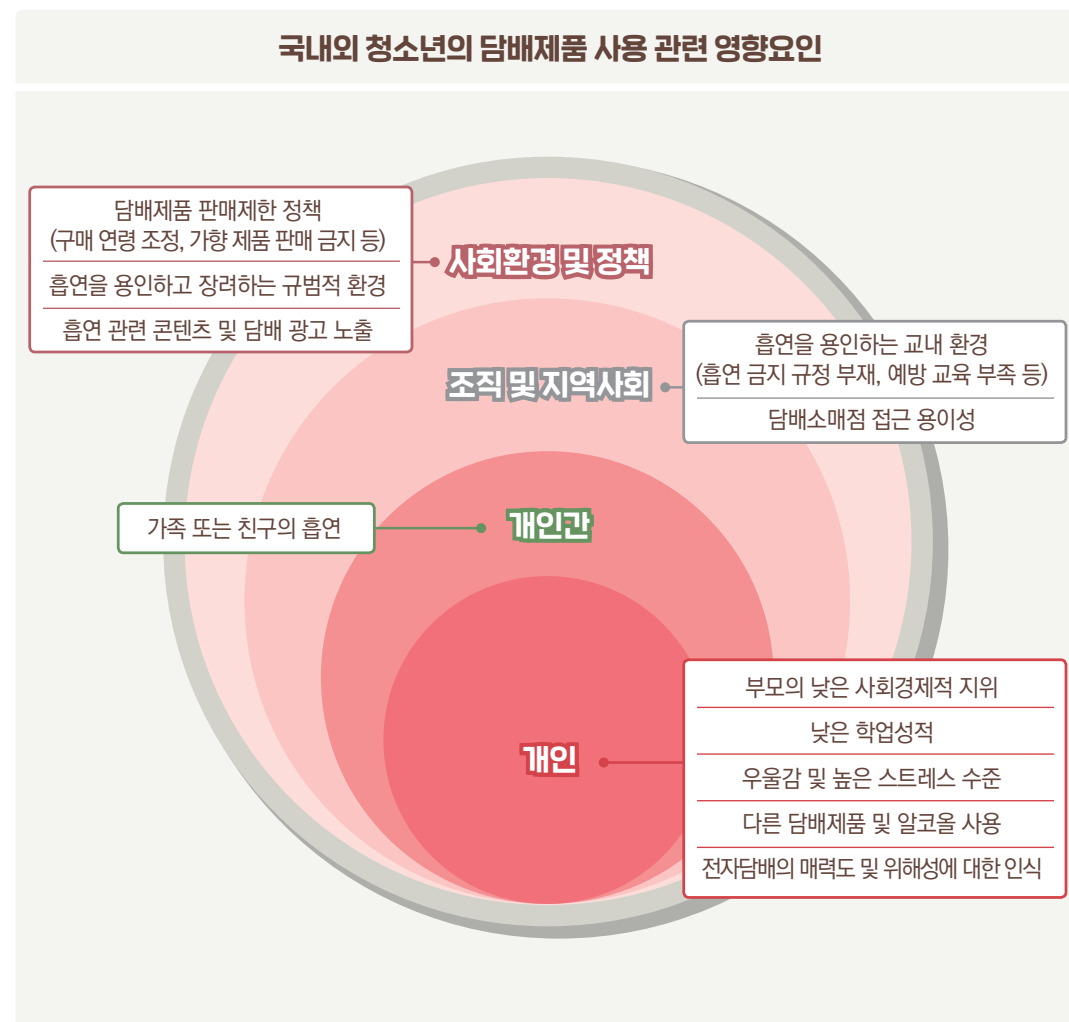 국내외 청소년의 담배제품 사용 관련 영향요인
담배제품 판매제한 정책
(구매 연령 조정, 가향 제품 판매 금지 등)
흡연을 용인하고 장려하는 규범적 환경
흡연 관련 콘텐츠 및 담배 광고 노출
사회환경 및 정책
조직 및 지역사회
흡연을 용인하는 교내 환경
(흡연 금지 규정 부재, 예방 교육 부족 등)
담배소매점 접근 용이성
가족 또는 친구의 흡연
개인간
개인
부모의 낮은 사회경제적 지위
낮은 학업성적
우울감 및 높은 스트레스 수준
다른 담배제품 및 알코올 사용
전자담배의 매력도 및 위해성에 대한 인식